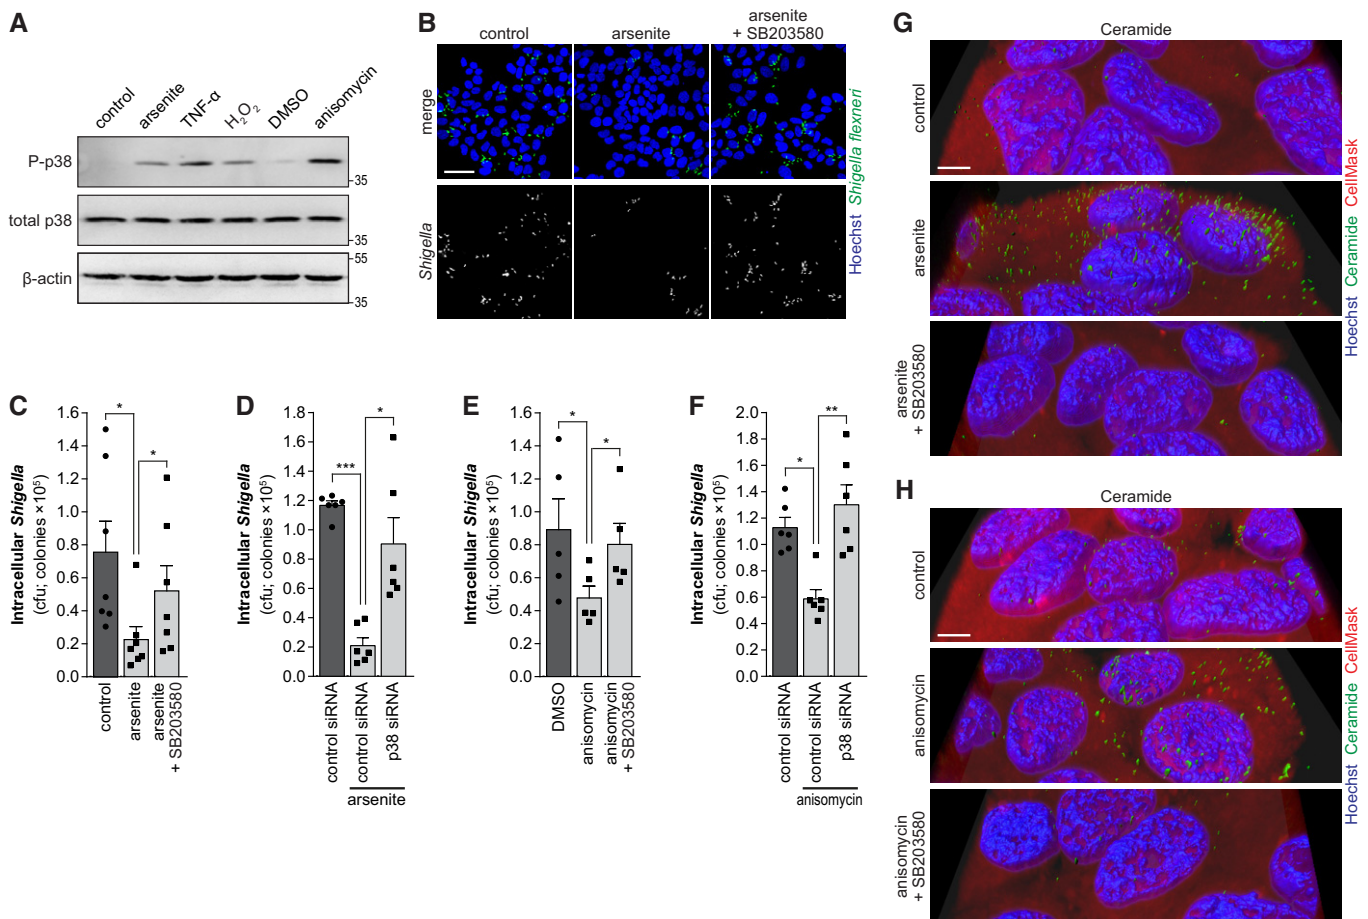 A
control
arsenite
TNF-α
H₂O₂
DMSO
anisomycin
P-p38
35
total p38
35
β-actin
55
35
B
control
arsenite
arsenite
+ SB203580
merge
Shigella
Hoechst Shigella flexneri
C
Intracellular Shigella
(cfu; colonies ×10⁵)
1.6
1.4
1.2
1.0
0.8
0.6
0.4
0.2
0.0
*
*
control
arsenite
arsenite
+ SB203580
D
Intracellular Shigella
(cfu; colonies ×10⁵)
1.8
1.6
1.4
1.2
1.0
0.8
0.6
0.4
0.2
0.0
***
*
control siRNA
control siRNA
p38 siRNA
arsenite
E
Intracellular Shigella
(cfu; colonies ×10⁵)
1.6
1.4
1.2
1.0
0.8
0.6
0.4
0.2
0.0
*
*
DMSO
anisomycin
anisomycin
+ SB203580
F
Intracellular Shigella
(cfu; colonies ×10⁵)
2.0
1.8
1.6
1.4
1.2
1.0
0.8
0.6
0.4
0.2
0.0
*
**
control siRNA
control siRNA
p38 siRNA
anisomycin
G
Ceramide
control
arsenite
arsenite
+ SB203580
Hoechst Ceramide CellMask
H
Ceramide
control
anisomycin
anisomycin
+ SB203580
Hoechst Ceramide CellMask